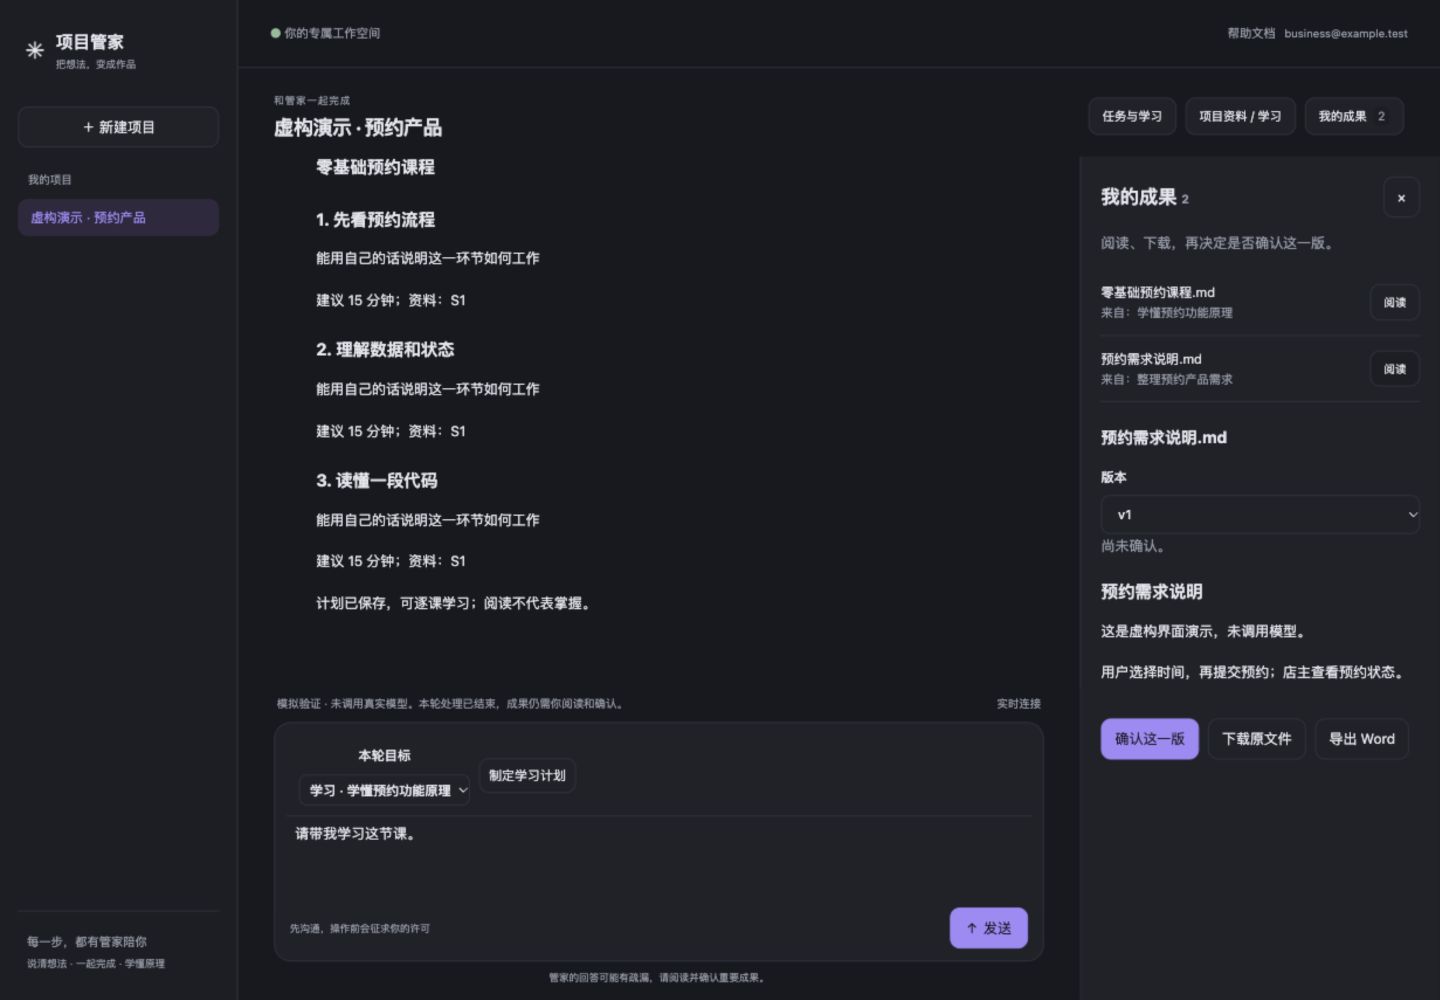 项目管家
把想法，变成作品
+ 新建项目
我的项目
虚构演示 · 预约产品
每一步，都有管家陪你
说清想法 · 一起完成 · 学懂原理
你的专属工作空间
帮助文档 business@example.test
和管家一起完成
虚构演示 · 预约产品
任务与学习
项目资料 / 学习
我的成果 2
零基础预约课程
1. 先看预约流程
能用自己的话说明这一环节如何工作
建议 15 分钟；资料：S1
2. 理解数据和状态
能用自己的话说明这一环节如何工作
建议 15 分钟；资料：S1
3. 读懂一段代码
能用自己的话说明这一环节如何工作
建议 15 分钟；资料：S1
计划已保存，可逐课学习；阅读不代表掌握。
模拟验证 · 未调用真实模型。本轮处理已结束，成果仍需你阅读和确认。
实时连接
本轮目标
学习 · 学懂预约功能原理
制定学习计划
请带我学习这节课。
先沟通，操作前会征求你的许可
↑ 发送
管家的回答可能有疏漏，请阅读并确认重要成果。
我的成果 2
×
阅读、下载，再决定是否确认这一版。
零基础预约课程.md
来自：学懂预约功能原理
阅读
预约需求说明.md
来自：整理预约产品需求
阅读
预约需求说明.md
版本
v1
尚未确认。
预约需求说明
这是虚构界面演示，未调用模型。
用户选择时间，再提交预约；店主查看预约状态。
确认这一版
下载原文件
导出 Word